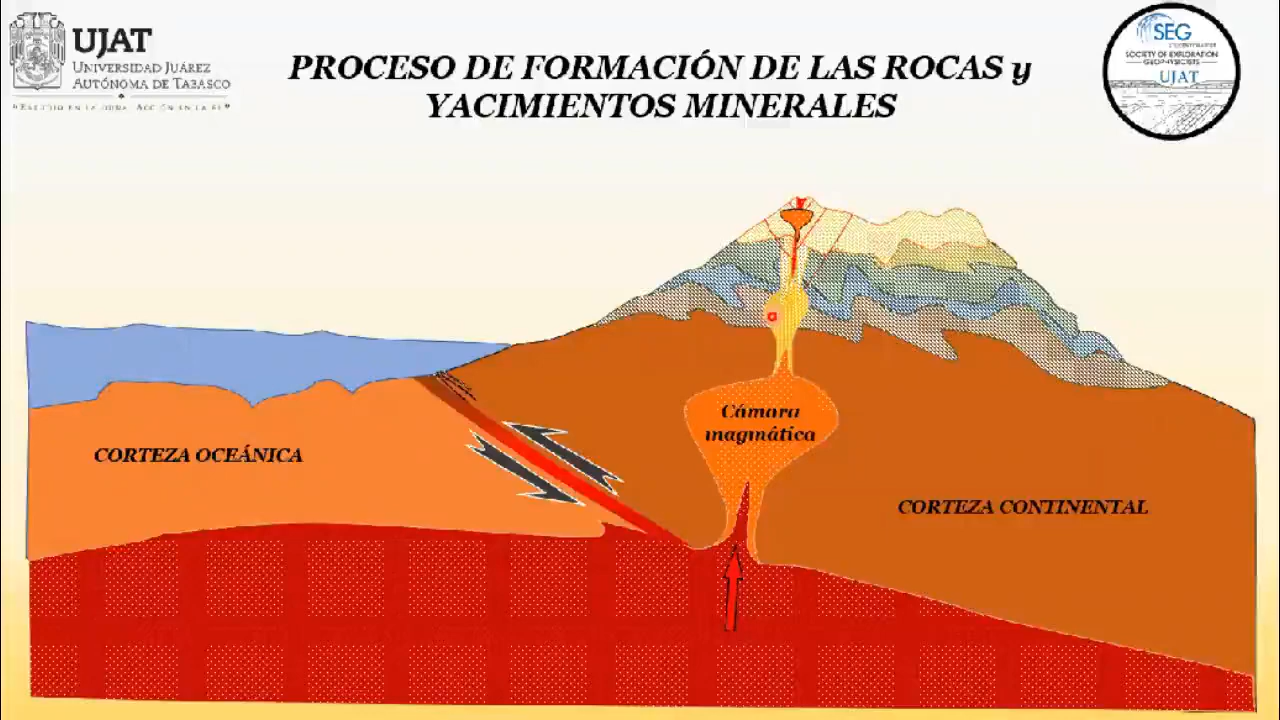 UJAT
UNIVERSIDAD JUÁREZ
AUTÓNOMA DE TABASCO
PROCESO DE FORMACIÓN DE LAS ROCAS y
YACIMIENTOS MINERALES
SEG
SOCIETY OF EXPLORATION
GEOPHYSICISTS
UJAT
Cámara
magmática
CORTEZA OCEÁNICA
CORTEZA CONTINENTAL